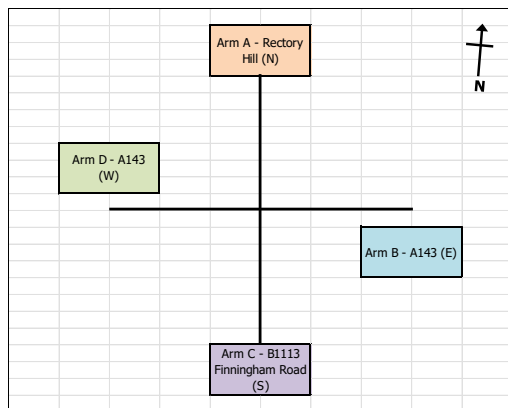 Arm A - Rectory
Hill (N)
N
Arm D - A143
(W)
Arm B - A143 (E)
Arm C - B1113
Finningham Road
(S)